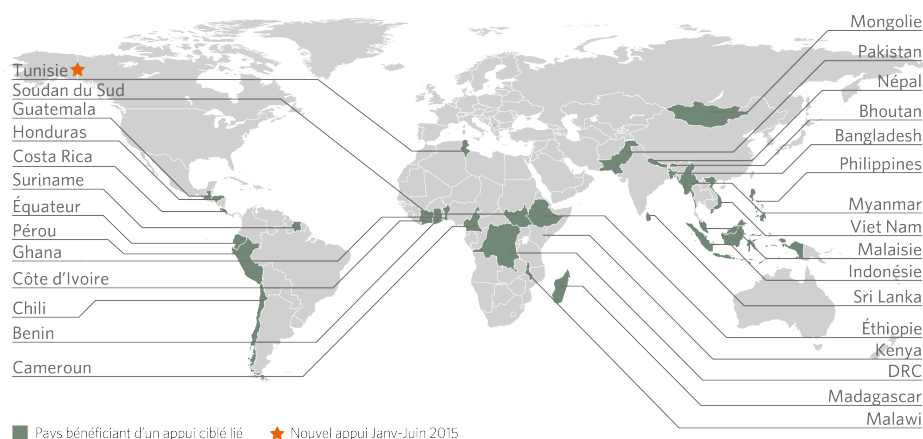 Tunisie
Soudan du Sud
Guatemala
Honduras
Costa Rica
Suriname
Équateur
Pérou
Ghana
Côte d'Ivoire
Chili
Benin
Cameroun
Mongolie
Pakistan
Népal
Bhoutan
Bangladesh
Philippines
Myanmar
Viet Nam
Malaisie
Indonésie
Sri Lanka
Éthiopie
Kenya
DRC
Madagascar
Malawi
Pays bénéficiant d'un appui ciblé lié
Nouvel appui Janv-Juin 2015